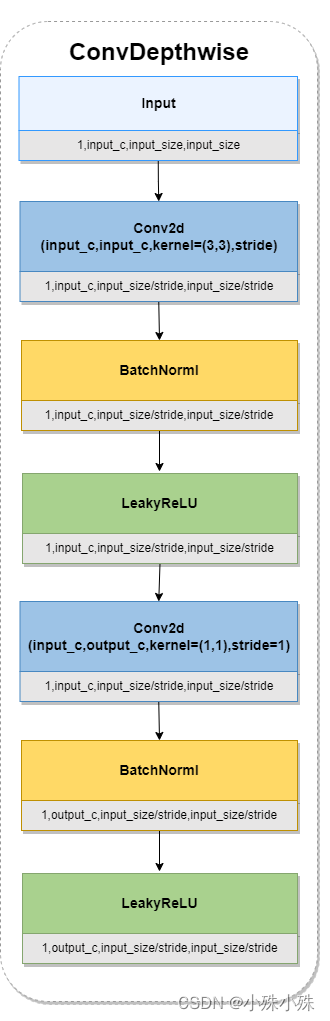 ConvDepthwise
Input
1,input_c,input_size,input_size
Conv2d
(input_c,input_c,kernel=(3,3),stride)
1,input_c,input_size/stride,input_size/stride
BatchNorml
1,input_c,input_size/stride,input_size/stride
LeakyReLU
1,input_c,input_size/stride,input_size/stride
Conv2d
(input_c,output_c,kernel=(1,1),stride=1)
1,input_c,input_size/stride,input_size/stride
BatchNorml
1,output_c,input_size/stride,input_size/stride
LeakyReLU
1,output_c,input_size/stride,input_size/stride
CSDN @小殊小殊